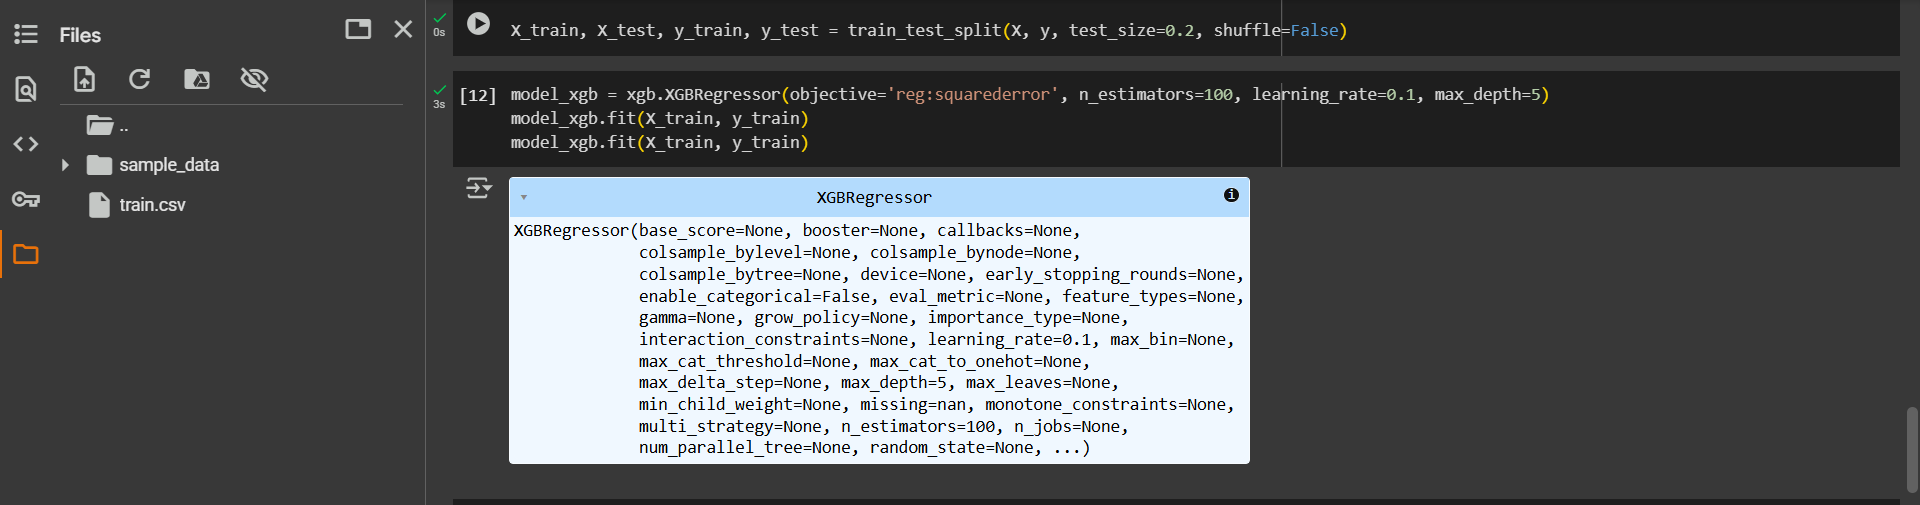 Files
..
sample_data
train.csv
0s
X_train, X_test, y_train, y_test = train_test_split(X, y, test_size=0.2, shuffle=False)
3s
[12]
model_xgb = xgb.XGBRegressor(objective='reg:squarederror', n_estimators=100, learning_rate=0.1, max_depth=5)
model_xgb.fit(X_train, y_train)
model_xgb.fit(X_train, y_train)
XGBRegressor
i
XGBRegressor(base_score=None, booster=None, callbacks=None,
colsample_bylevel=None, colsample_bynode=None,
colsample_bytree=None, device=None, early_stopping_rounds=None,
enable_categorical=False, eval_metric=None, feature_types=None,
gamma=None, grow_policy=None, importance_type=None,
interaction_constraints=None, learning_rate=0.1, max_bin=None,
max_cat_threshold=None, max_cat_to_onehot=None,
max_delta_step=None, max_depth=5, max_leaves=None,
min_child_weight=None, missing=nan, monotone_constraints=None,
multi_strategy=None, n_estimators=100, n_jobs=None,
num_parallel_tree=None, random_state=None, ...)